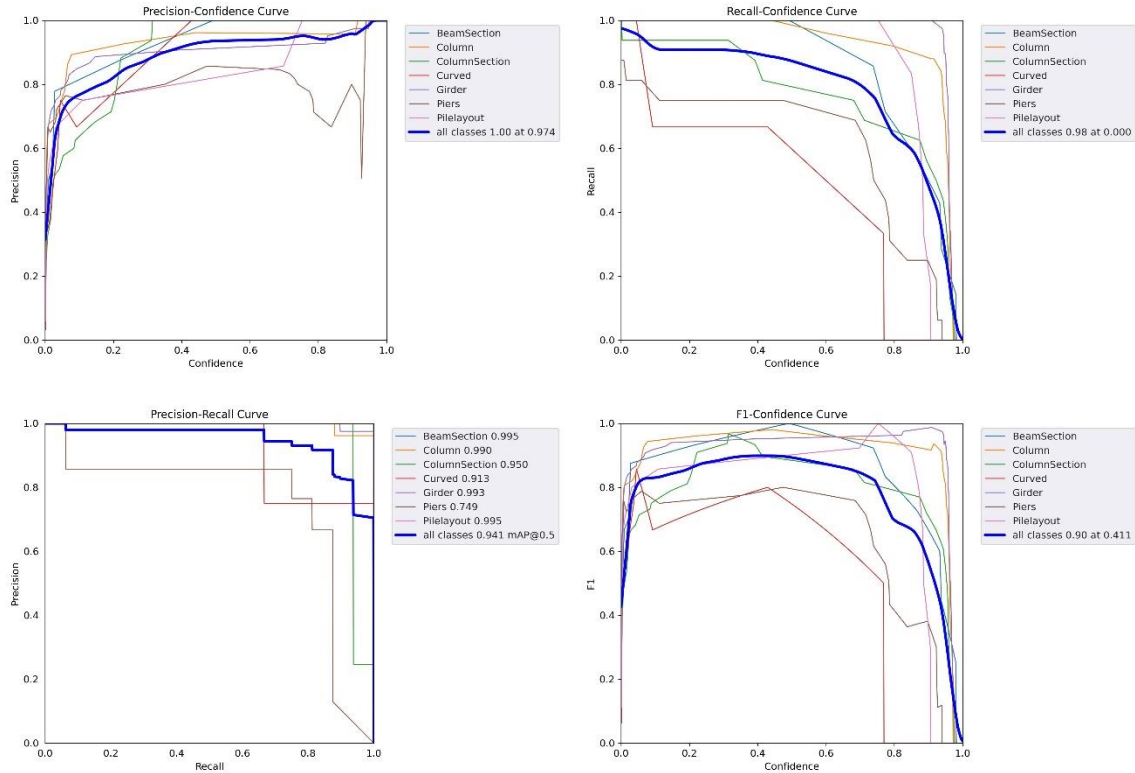 Precision-Confidence Curve
1.0
0.8
0.6
0.4
0.2
0.0
Precision
0.0 0.2 0.4 0.6 0.8 1.0
Confidence
BeamSection
Column
ColumnSection
Curved
Girder
Piers
Pilelayout
all classes 1.00 at 0.974
Recall-Confidence Curve
1.0
0.8
0.6
0.4
0.2
0.0
Recall
0.0 0.2 0.4 0.6 0.8 1.0
Confidence
BeamSection
Column
ColumnSection
Curved
Girder
Piers
Pilelayout
all classes 0.98 at 0.000
Precision-Recall Curve
1.0
0.8
0.6
0.4
0.2
0.0
Precision
0.0 0.2 0.4 0.6 0.8 1.0
Recall
BeamSection 0.995
Column 0.990
ColumnSection 0.950
Curved 0.913
Girder 0.993
Piers 0.749
Pilelayout 0.995
all classes 0.941 mAP@0.5
F1-Confidence Curve
1.0
0.8
0.6
0.4
0.2
0.0
F1
0.0 0.2 0.4 0.6 0.8 1.0
Confidence
BeamSection
Column
ColumnSection
Curved
Girder
Piers
Pilelayout
all classes 0.90 at 0.411